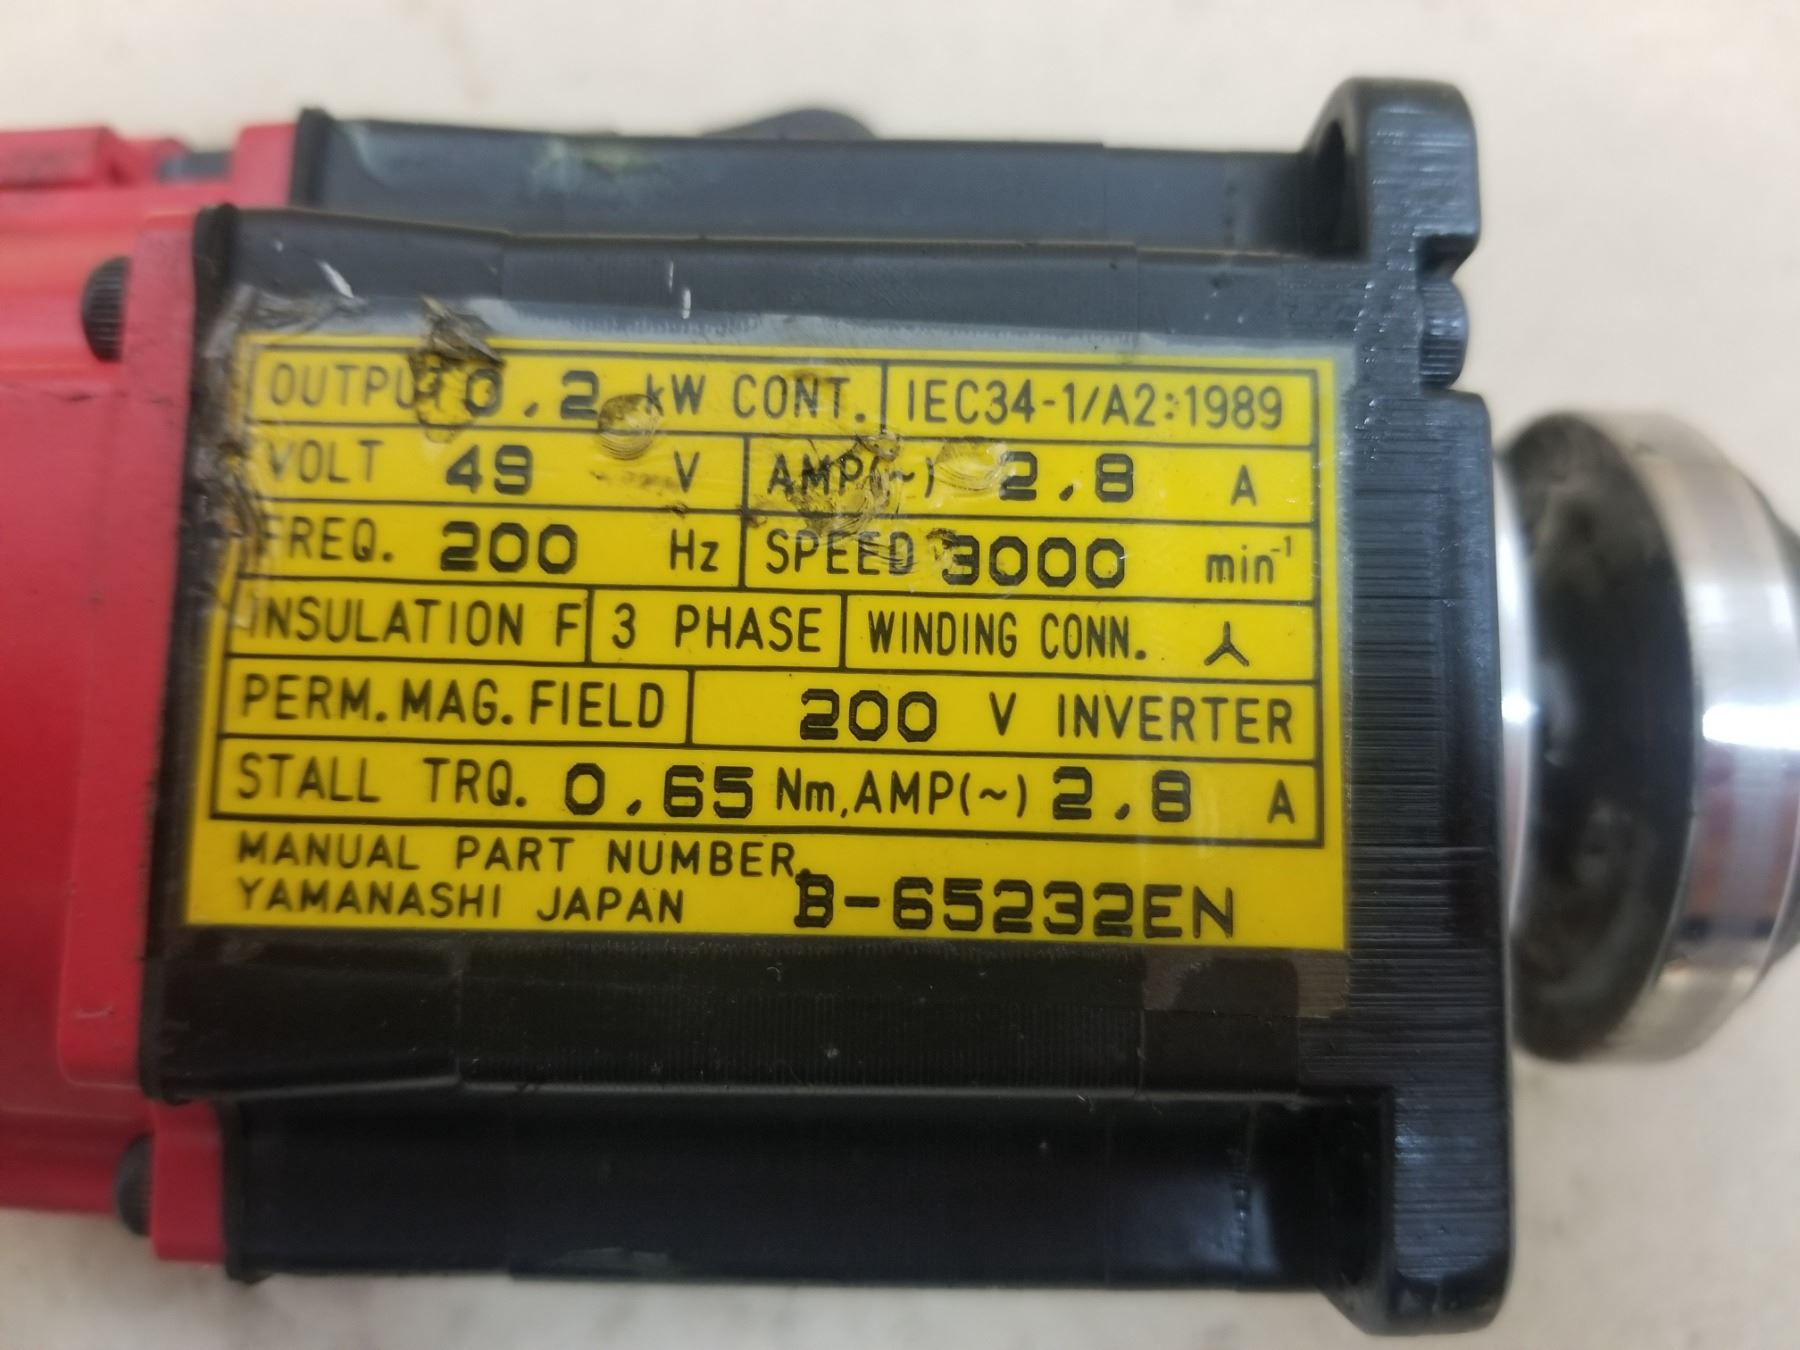 OUTPUT 0.2 kW CONT. IEC34-1/A2:1989
VOLT 49 V AMP(~) 2.8 A
FREQ. 200 Hz SPEED 3000 min-1
INSULATION F 3 PHASE WINDING CONN.
PERM.MAG.FIELD 200 V INVERTER
STALL TRQ. 0.65 Nm,AMP(~) 2.8 A
MANUAL PART NUMBER.
YAMANASHI JAPAN B-65232EN